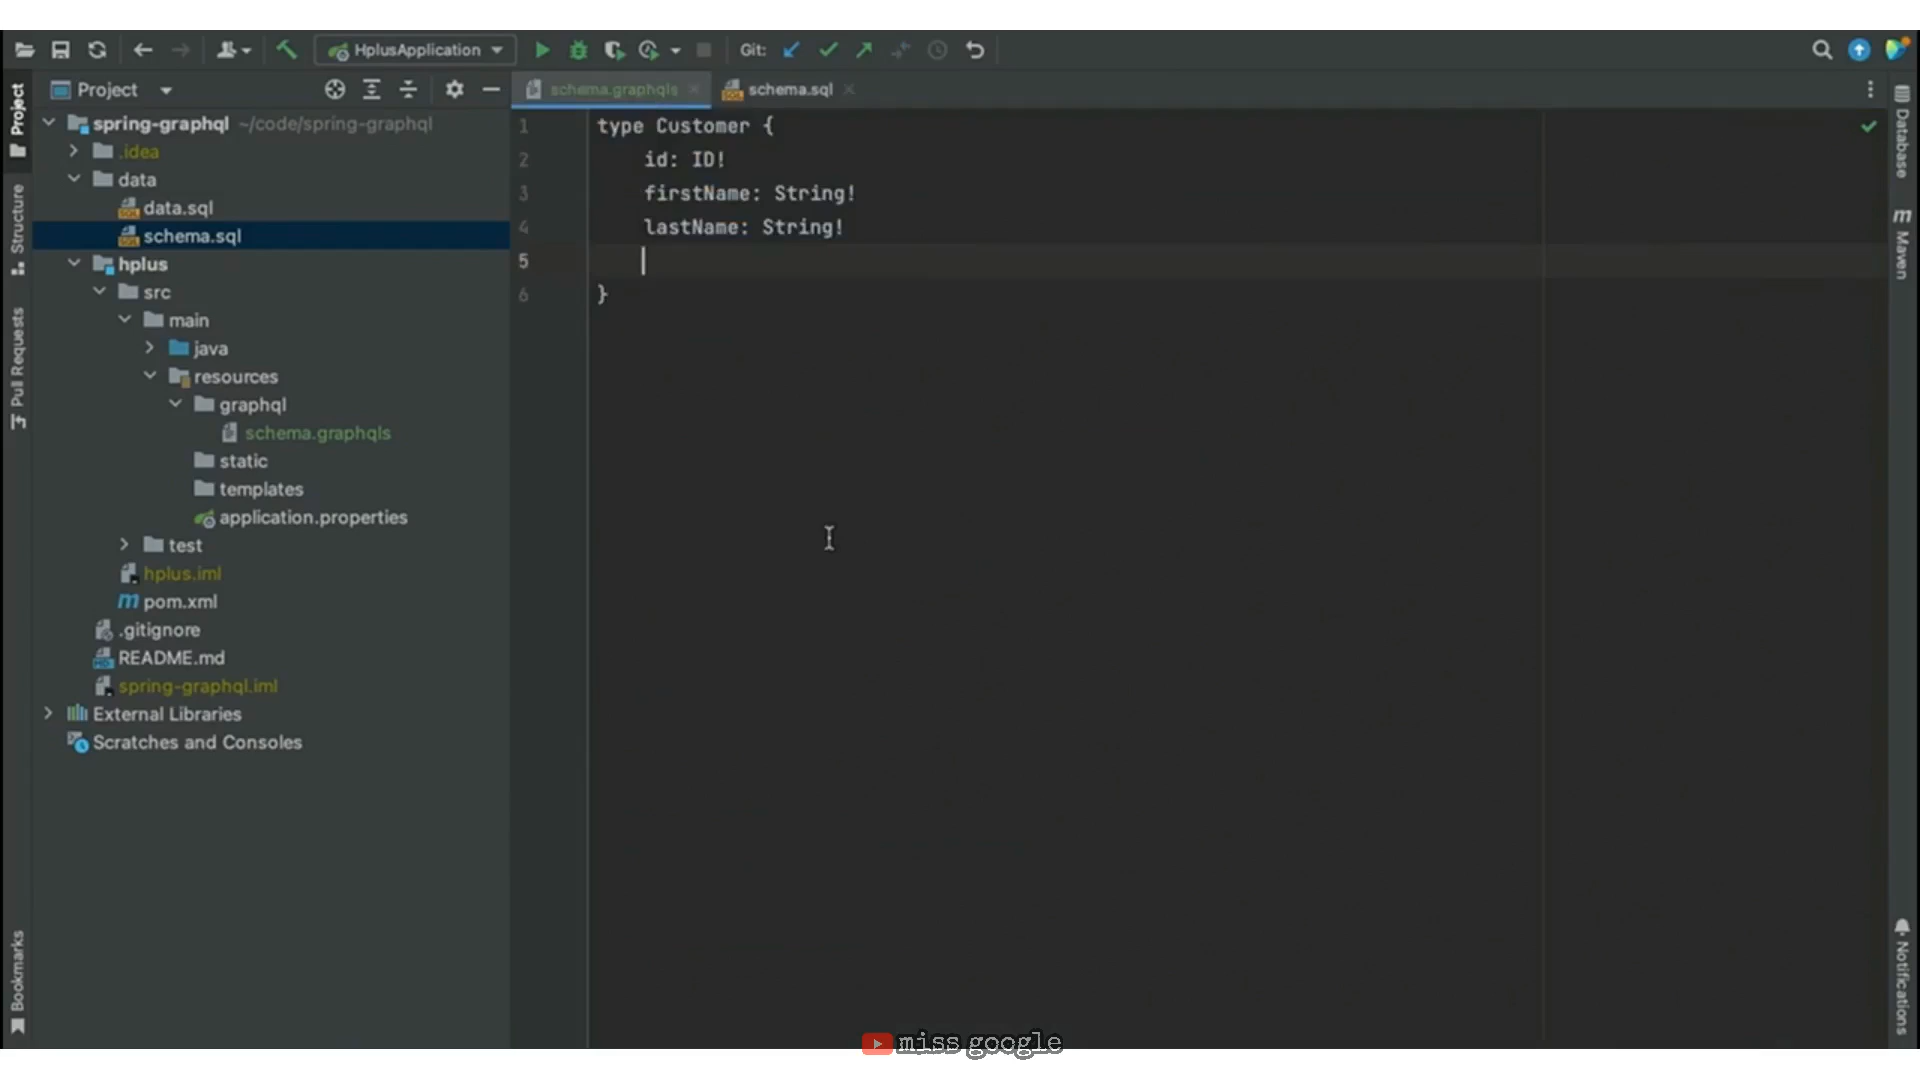 HplusApplication
Git:
Project
schema.graphqls
schema.sql
Project
Structure
Pull Requests
Bookmarks
spring-graphql ~/code/spring-graphql
.idea
data
data.sql
schema.sql
hplus
src
main
java
resources
graphql
schema.graphqls
static
templates
application.properties
test
hplus.iml
m pom.xml
.gitignore
README.md
spring-graphql.iml
External Libraries
Scratches and Consoles
1 type Customer {
2 id: ID!
3 firstName: String!
4 lastName: String!
5
6 }
Database
m Maven
Notifications
miss google